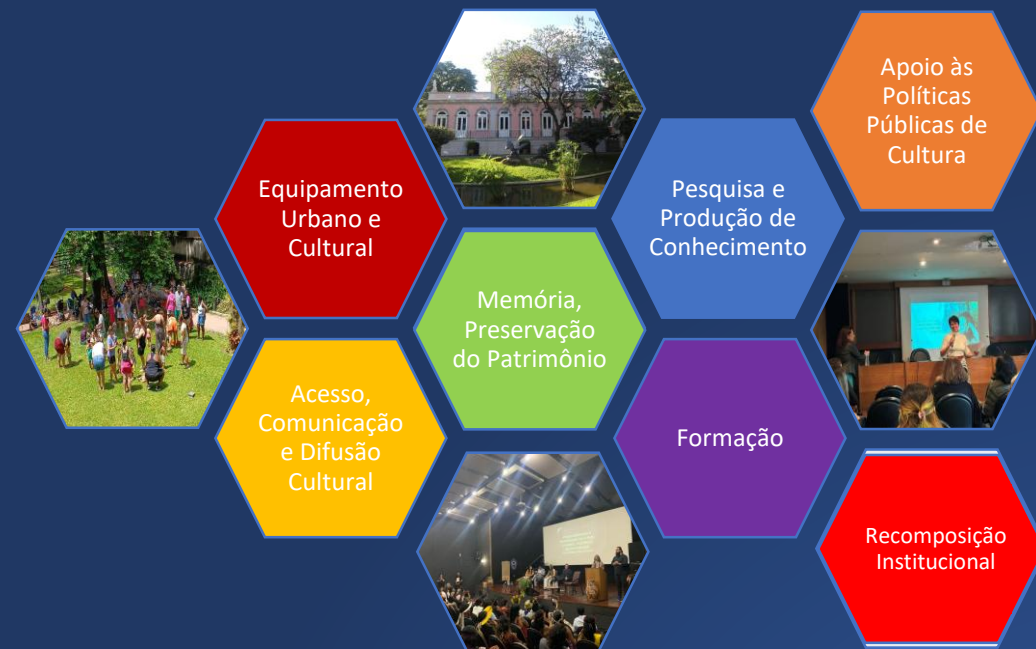 Apoio às
Políticas
Públicas de
Cultura
Equipamento
Urbano e
Cultural
Pesquisa e
Produção de
Conhecimento
Memória,
Preservação
do Patrimônio
Acesso,
Comunicação
e Difusão
Cultural
Formação
Recomposição
Institucional